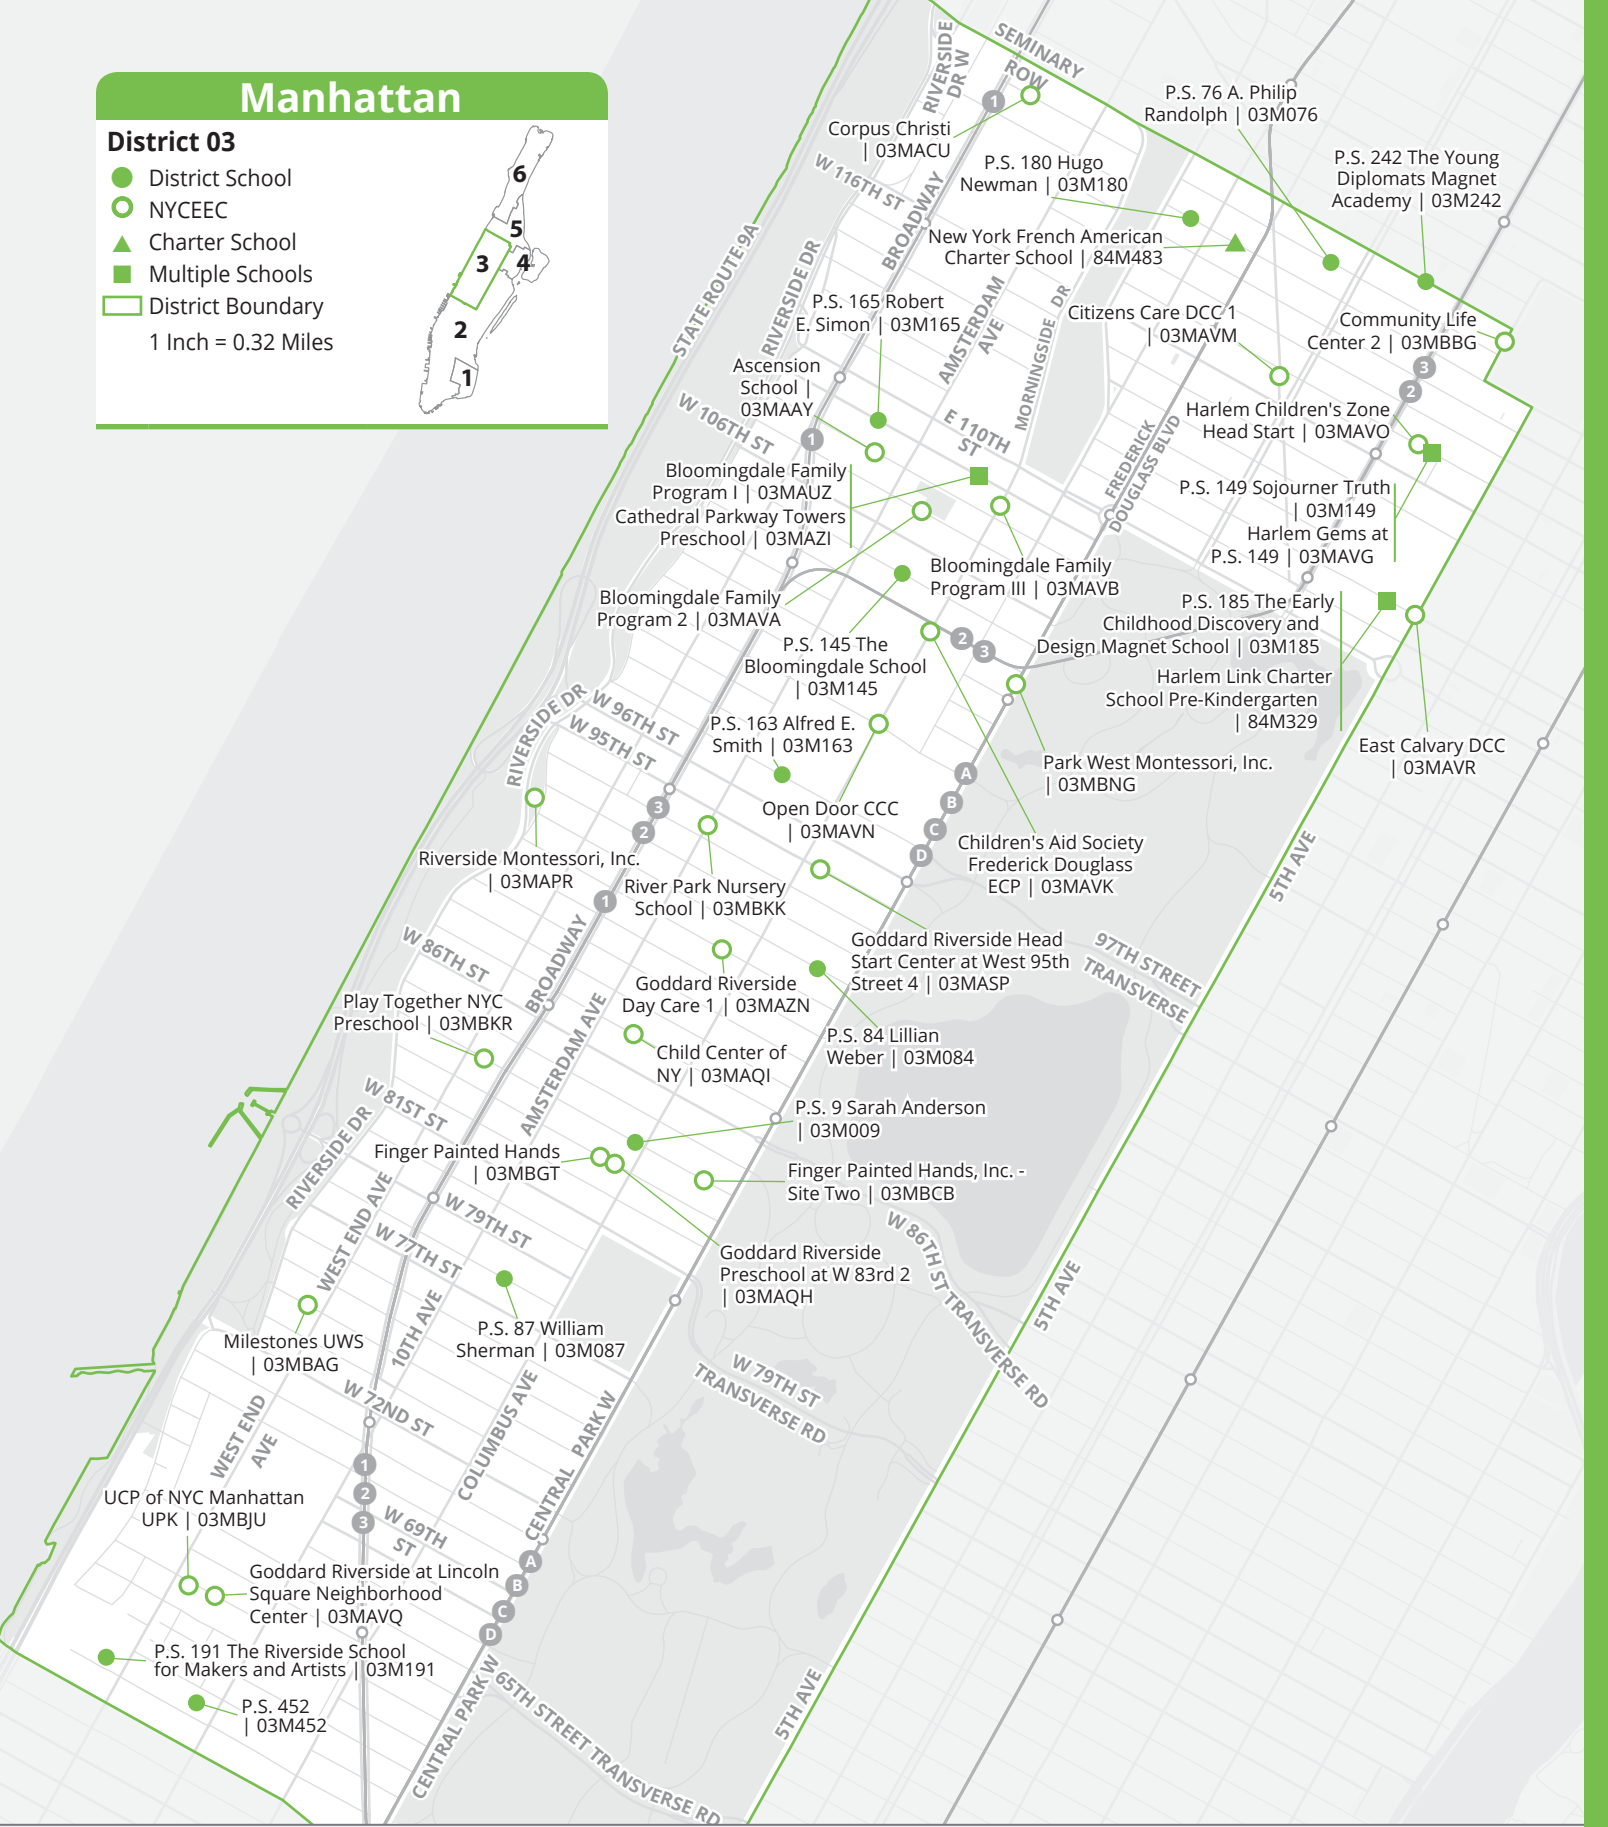 Manhattan
District 03
District School
NYCEEC
Charter School
Multiple Schools
District Boundary
1 Inch = 0.32 Miles
6
5
3
4
2
1
SEMINARY
ROW
RIVERSIDE
DR W
1
Corpus Christi
| 03MACU
P.S. 76 A. Philip
Randolph | 03M076
P.S. 180 Hugo
Newman | 03M180
P.S. 242 The Young
Diplomats Magnet
Academy | 03M242
W 116TH ST
BROADWAY
New York French American
Charter School | 84M483
STATE ROUTE 9A
RIVERSIDE DR
P.S. 165 Robert
E. Simon | 03M165
AMSTERDAM
AVE
MORNINGSIDE DR
Citizens Care DCC 1
| 03MAVM
Community Life
Center 2 | 03MBBG
3
2
Ascension
School |
03MAAY
W 106TH ST
1
E 110TH
ST
FREDERICK
DOUGLASS BLVD
Harlem Children's Zone
Head Start | 03MAVO
Bloomingdale Family
Program I | 03MAUZ
Cathedral Parkway Towers
Preschool | 03MAZI
P.S. 149 Sojourner Truth
| 03M149
Harlem Gems at
P.S. 149 | 03MAVG
Bloomingdale Family
Program III | 03MAVB
Bloomingdale Family
Program 2 | 03MAVA
P.S. 185 The Early
Childhood Discovery and
Design Magnet School | 03M185
Harlem Link Charter
School Pre-Kindergarten
| 84M329
2
3
P.S. 145 The
Bloomingdale School
| 03M145
RIVERSIDE DR
W 96TH ST
W 95TH ST
P.S. 163 Alfred E.
Smith | 03M163
East Calvary DCC
| 03MAVR
Park West Montessori, Inc.
| 03MBNG
A
B
C
D
Open Door CCC
| 03MAVN
3
2
Children's Aid Society
Frederick Douglass
ECP | 03MAVK
5TH AVE
Riverside Montessori, Inc.
| 03MAPR
River Park Nursery
School | 03MBKK
1
W 86TH ST
BROADWAY
Goddard Riverside Head
Start Center at West 95th
Street 4 | 03MASP
97TH STREET
TRANSVERSE
Goddard Riverside
Day Care 1 | 03MAZN
Play Together NYC
Preschool | 03MBKR
AMSTERDAM AVE
P.S. 84 Lillian
Weber | 03M084
Child Center of
NY | 03MAQI
W 81ST ST
RIVERSIDE DR
P.S. 9 Sarah Anderson
| 03M009
Finger Painted Hands
| 03MBGT
Finger Painted Hands, Inc. -
Site Two | 03MBCB
WEST END AVE
W 79TH ST
W 77TH ST
W 86TH ST TRANSVERSE RD
Goddard Riverside
Preschool at W 83rd 2
| 03MAQH
5TH AVE
10TH AVE
P.S. 87 William
Sherman | 03M087
Milestones UWS
| 03MBAG
W 79TH ST
TRANSVERSE RD
W 72ND ST
WEST END
AVE
COLUMBUS AVE
CENTRAL PARK W
1
2
3
UCP of NYC Manhattan
UPK | 03MBJU
W 69TH
ST
A
B
C
D
Goddard Riverside at Lincoln
Square Neighborhood
Center | 03MAVQ
P.S. 191 The Riverside School
for Makers and Artists | 03M191
P.S. 452
| 03M452
CENTRAL PARK W
65TH STREET TRANSVERSE RD
5TH AVE